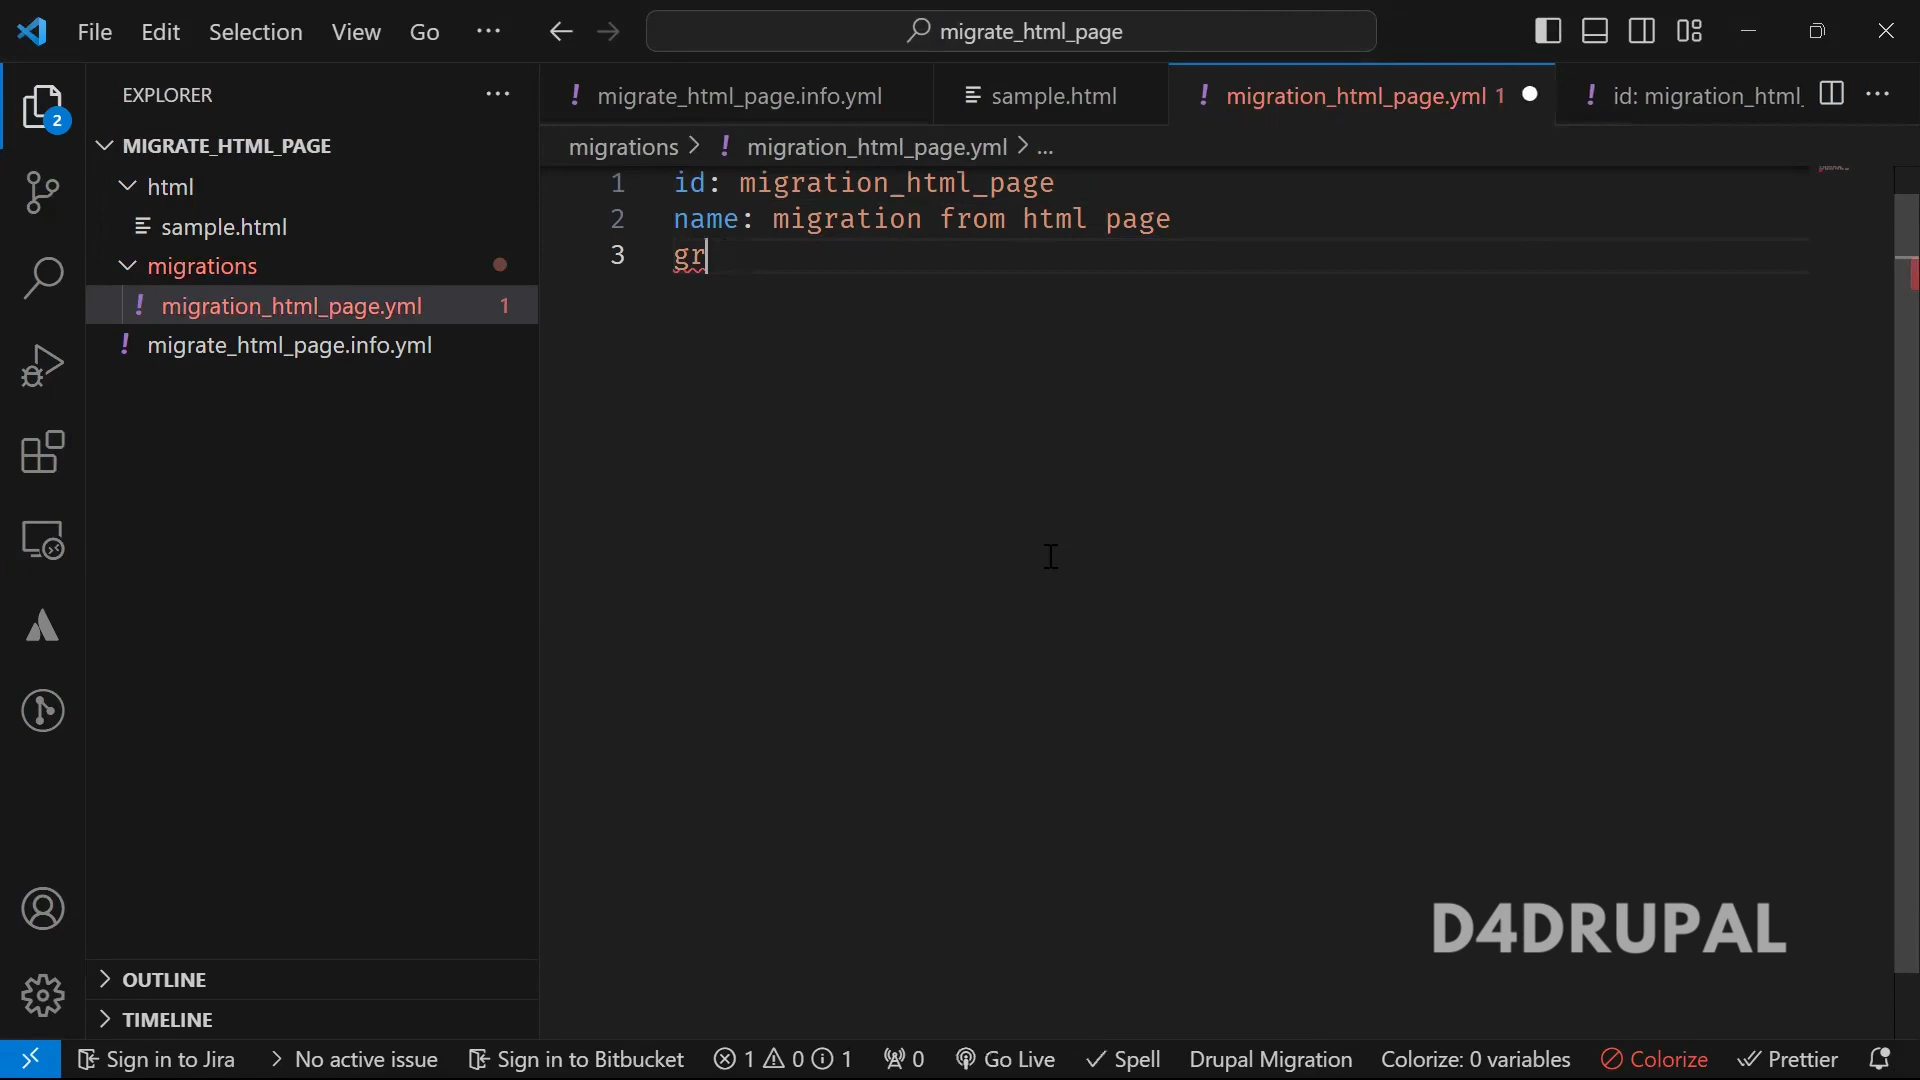 File Edit Selection View Go ··· migrate_html_page
EXPLORER ···
MIGRATE_HTML_PAGE
html
sample.html
migrations
migration_html_page.yml 1
migrate_html_page.info.yml
OUTLINE
TIMELINE
2
! migrate_html_page.info.yml sample.html ! migration_html_page.yml 1 ! id: migration_html_ ···
migrations > ! migration_html_page.yml > ...
1 id: migration_html_page
2 name: migration from html page
3 gr
D4DRUPAL
Sign in to Jira > No active issue Sign in to Bitbucket 1 0 1 0 Go Live Spell Drupal Migration Colorize: 0 variables Colorize Prettier